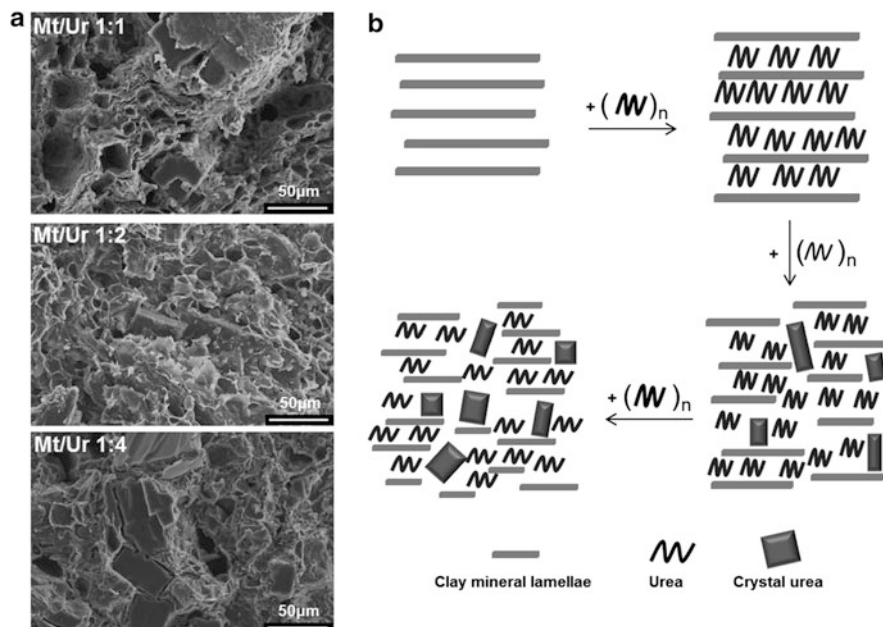 a
Mt/Ur 1:1
50µm
Mt/Ur 1:2
50µm
Mt/Ur 1:4
50µm
b
+ ( )n
+ ( )n
+ ( )n
Clay mineral lamellae
Urea
Crystal urea